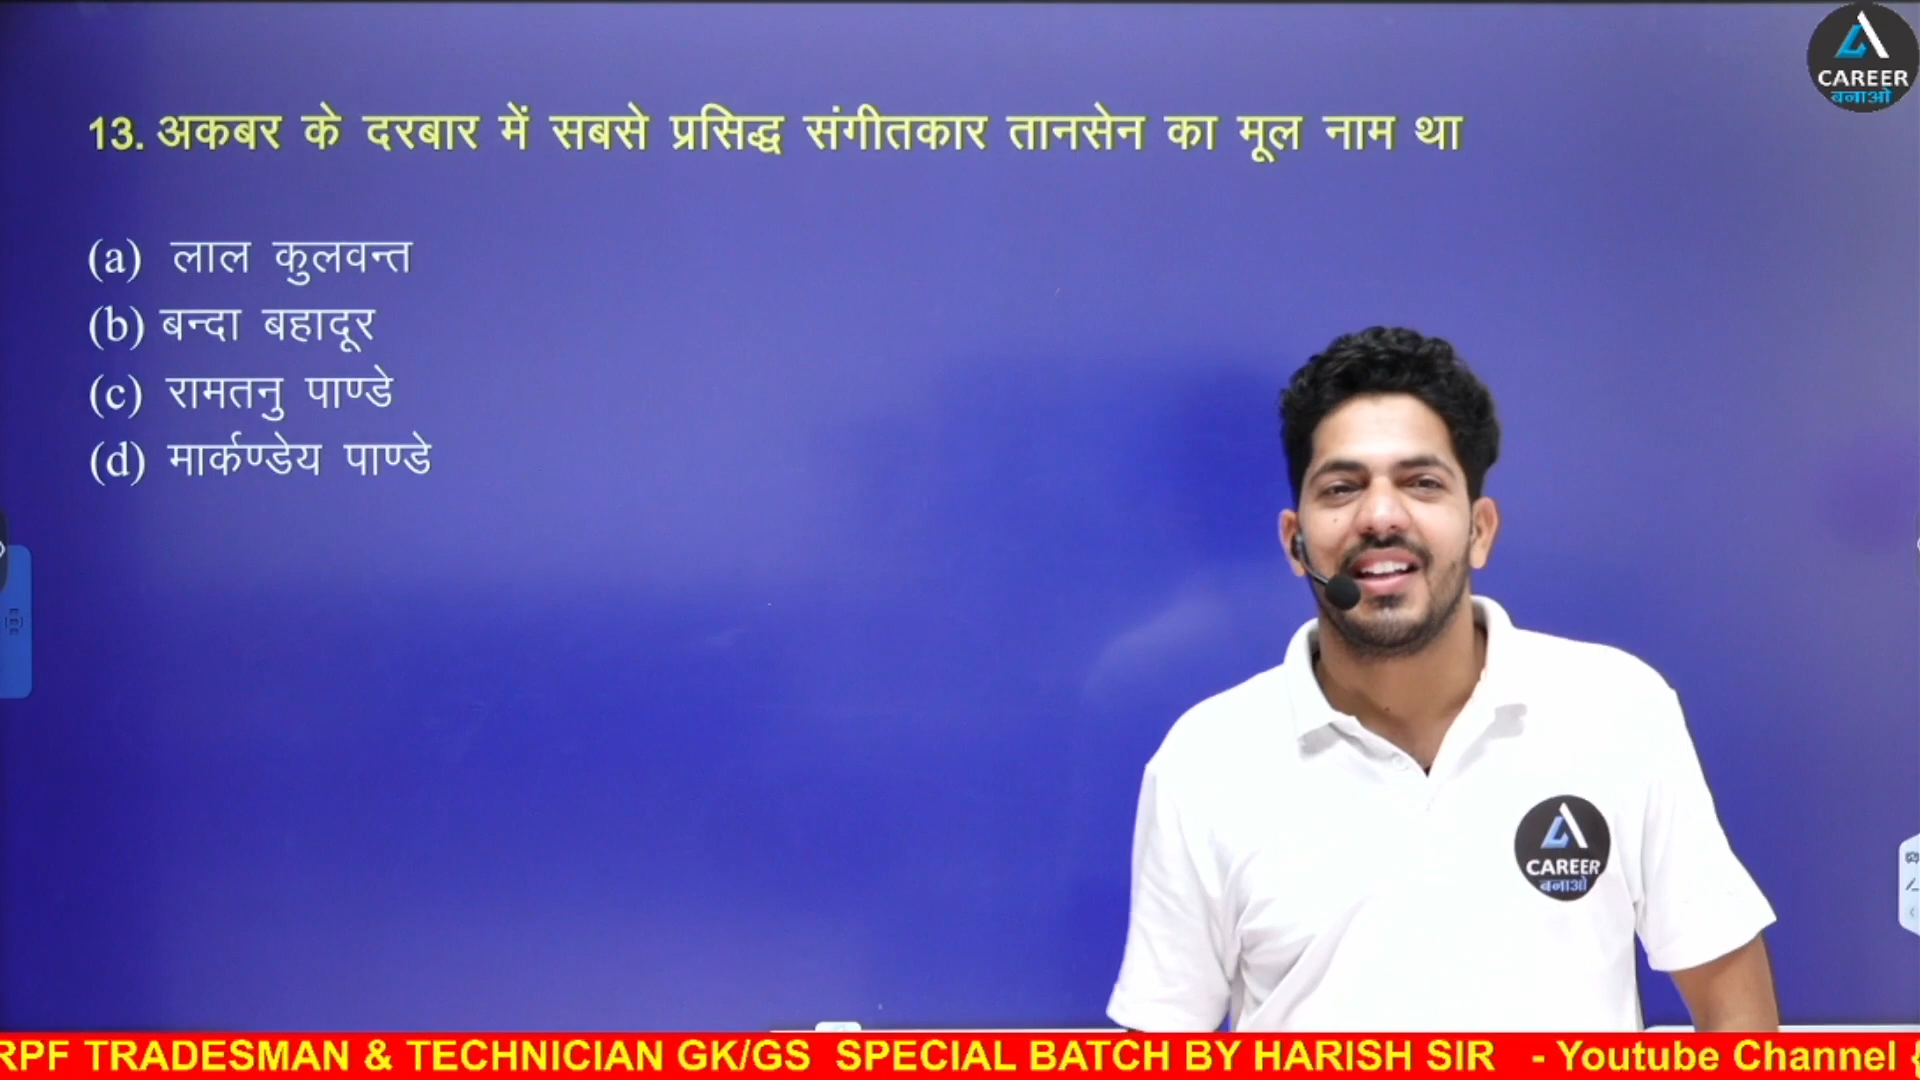 CAREER
बनाओ
13. अकबर के दरबार में सबसे प्रसिद्ध संगीतकार तानसेन का मूल नाम था
(a) लाल कुलवन्त
(b) बन्दा बहादूर
(c) रामतनु पाण्डे
(d) मार्कण्डेय पाण्डे
CAREER
बनाओ
RPF TRADESMAN & TECHNICIAN GK/GS SPECIAL BATCH BY HARISH SIR - Youtube Channel {